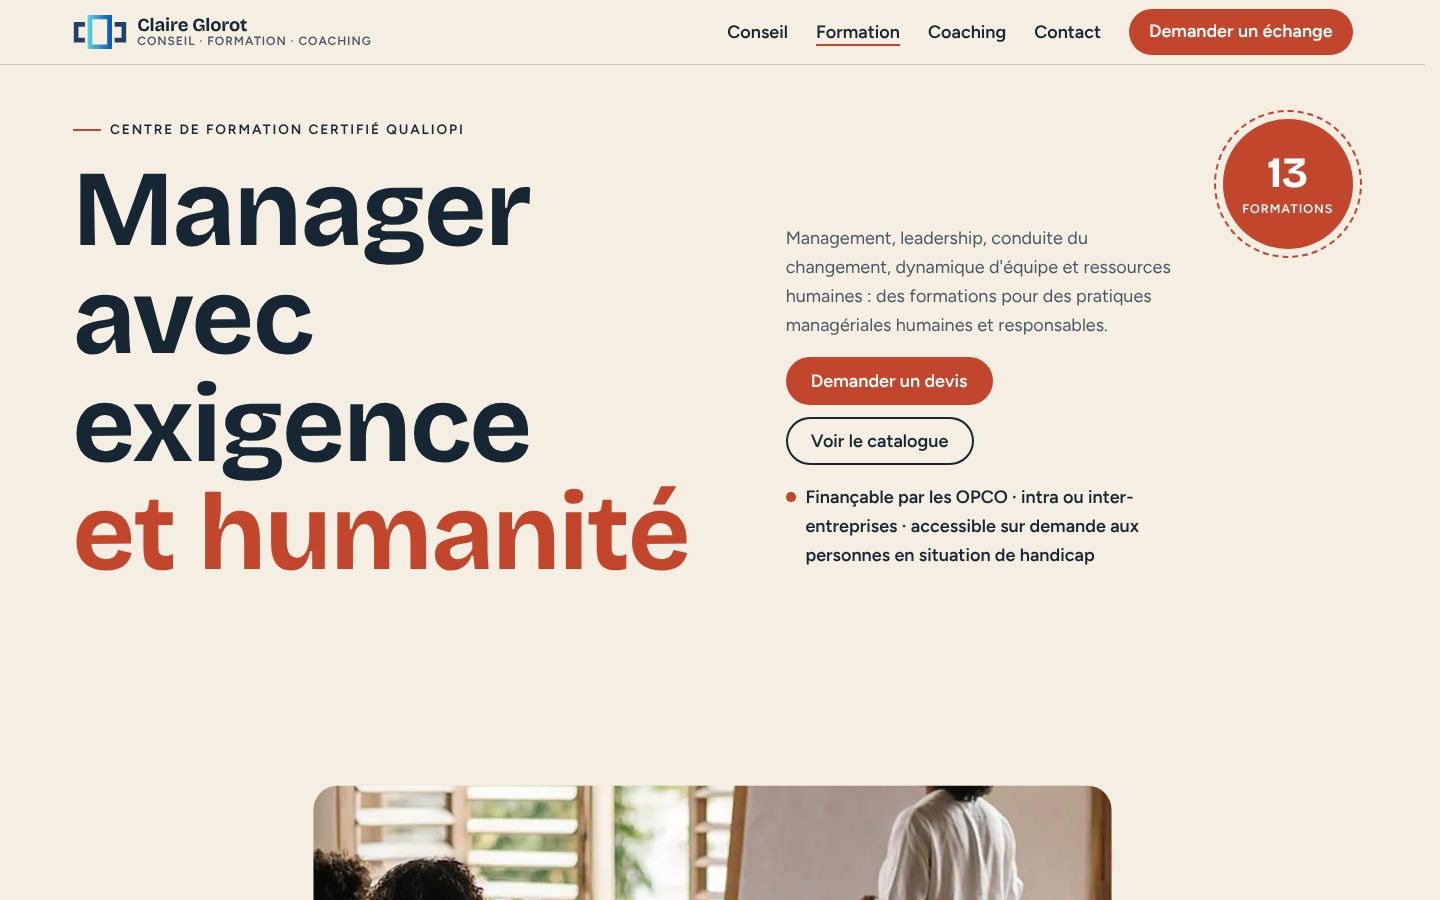 Claire Glorot
CONSEIL · FORMATION · COACHING
Conseil
Formation
Coaching
Contact
Demander un échange
CENTRE DE FORMATION CERTIFIÉ QUALIOPI
Manager
avec
exigence
et humanité
13
FORMATIONS
Management, leadership, conduite du
changement, dynamique d'équipe et ressources
humaines : des formations pour des pratiques
managériales humaines et responsables.
Demander un devis
Voir le catalogue
Finançable par les OPCO · intra ou inter-
entreprises · accessible sur demande aux
personnes en situation de handicap